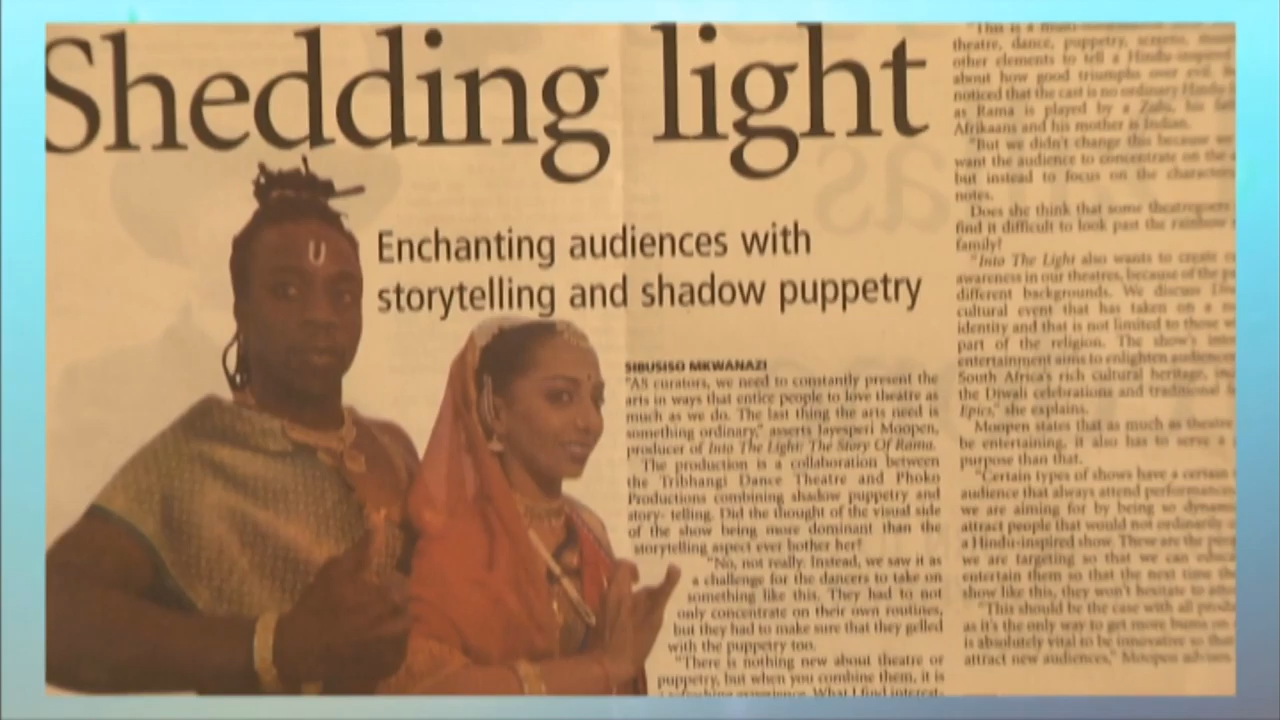 Shedding light
Enchanting audiences with
storytelling and shadow puppetry
SIBUSISO MKWANAZI
"AS curators, we need to constantly present the
arts in ways that entice people to love theatre as
much as we do. The last thing the arts need is
something ordinary," asserts Jayesperi Moopen,
producer of Into The Light: The Story Of Rama.
The production is a collaboration between
the Tribhangi Dance Theatre and Phoko
Productions combining shadow puppetry and
story- telling. Did the thought of the visual side
of the show being more dominant than the
storytelling aspect ever bother her?
"No, not really. Instead, we saw it as
a challenge for the dancers to take on
something like this. They had to not
only concentrate on their own routines,
but they had to make sure that they gelled
with the puppetry too.
"There is nothing new about theatre or
puppetry, but when you combine them, it is
experience. What I find
"This is a
theatre, dance, puppetry,
other elements to tell a Hindu-inspired
about how good triumphs over evil.
noticed that the cast is no ordinary Hindu
as Rama is played by a Zulu, his
Afrikaans and his mother is Indian.
"But we didn't change this because we
want the audience to concentrate on the
but instead to focus on the characters
notes.
Does she think that some theatregoers
find it difficult to look past the rainbow
family?
"Into The Light also wants to create
awareness in our theatres, because of the
different backgrounds. We discuss
cultural event that has taken on a
identity and that is not limited to those
part of the religion. The show's
entertainment aims to enlighten audiences
South Africa's rich cultural heritage,
the Diwali celebrations and traditional
Epics," she explains.
Moopen states that as much as theatre
be entertaining, it also has to serve a
purpose than that.
"Certain types of shows have a certain
audience that always attend performances
we are aiming for by being so
attract people that would not ordinarily
a Hindu-inspired show. These are the
we are targeting so that we can
entertain them so that the next time
show like this, they won't hesitate to
"This should be the case with all
as it's the only way to get more bums on
is absolutely vital to be innovative so that
attract new audiences," Moopen advises.